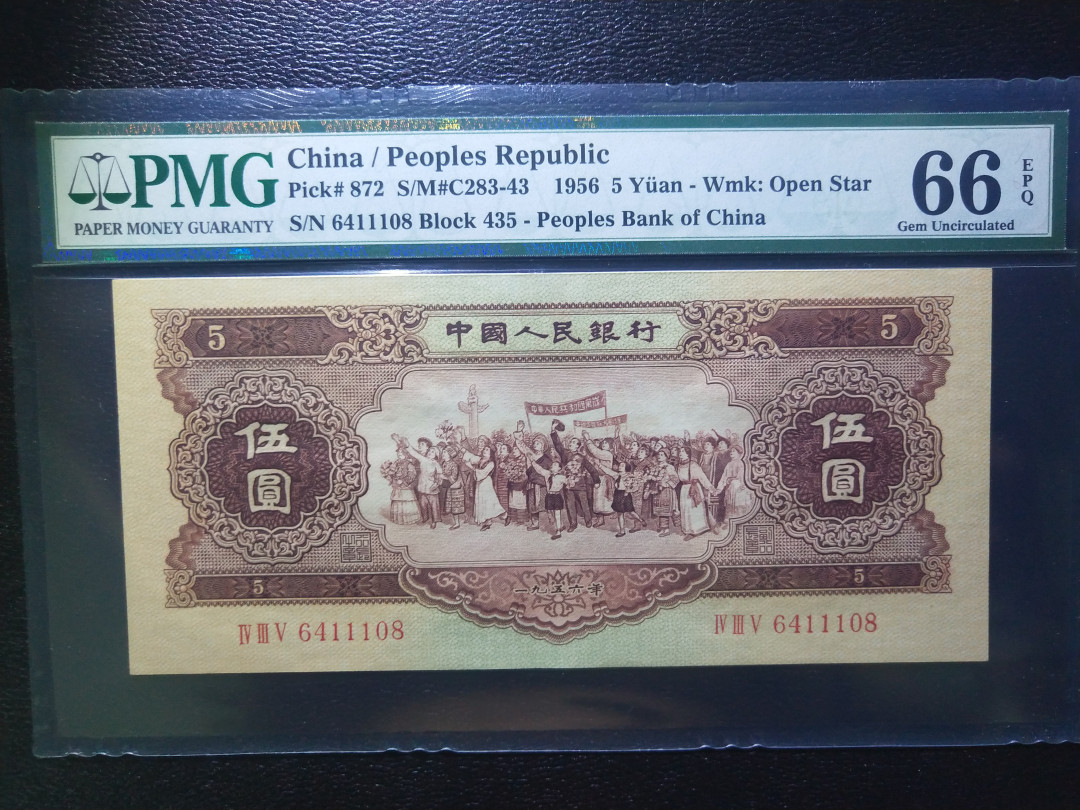 PMG
PAPER MONEY GUARANTY
China / Peoples Republic
Pick# 872 S/M#C283-43 1956 5 Yüan - Wmk: Open Star
S/N 6411108 Block 435 - Peoples Bank of China
66
EPQ
Gem Uncirculated
5 中國人民銀行 5
伍圓
伍圓
5 一九五六年 5
ⅣⅢⅤ 6411108
ⅣⅢⅤ 6411108